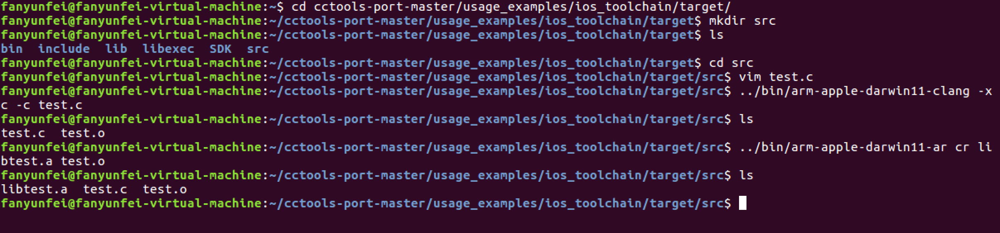 fanyunfei@fanyunfei-virtual-machine:~$ cd cctools-port-master/usage_examples/ios_toolchain/target/
fanyunfei@fanyunfei-virtual-machine:~/cctools-port-master/usage_examples/ios_toolchain/target$ mkdir src
fanyunfei@fanyunfei-virtual-machine:~/cctools-port-master/usage_examples/ios_toolchain/target$ ls
bin  include  lib  libexec  SDK  src
fanyunfei@fanyunfei-virtual-machine:~/cctools-port-master/usage_examples/ios_toolchain/target$ cd src
fanyunfei@fanyunfei-virtual-machine:~/cctools-port-master/usage_examples/ios_toolchain/target/src$ vim test.c
fanyunfei@fanyunfei-virtual-machine:~/cctools-port-master/usage_examples/ios_toolchain/target/src$ ../bin/arm-apple-darwin11-clang -x
c -c test.c
fanyunfei@fanyunfei-virtual-machine:~/cctools-port-master/usage_examples/ios_toolchain/target/src$ ls
test.c  test.o
fanyunfei@fanyunfei-virtual-machine:~/cctools-port-master/usage_examples/ios_toolchain/target/src$ ../bin/arm-apple-darwin11-ar cr li
btest.a test.o
fanyunfei@fanyunfei-virtual-machine:~/cctools-port-master/usage_examples/ios_toolchain/target/src$ ls
libtest.a  test.c  test.o
fanyunfei@fanyunfei-virtual-machine:~/cctools-port-master/usage_examples/ios_toolchain/target/src$